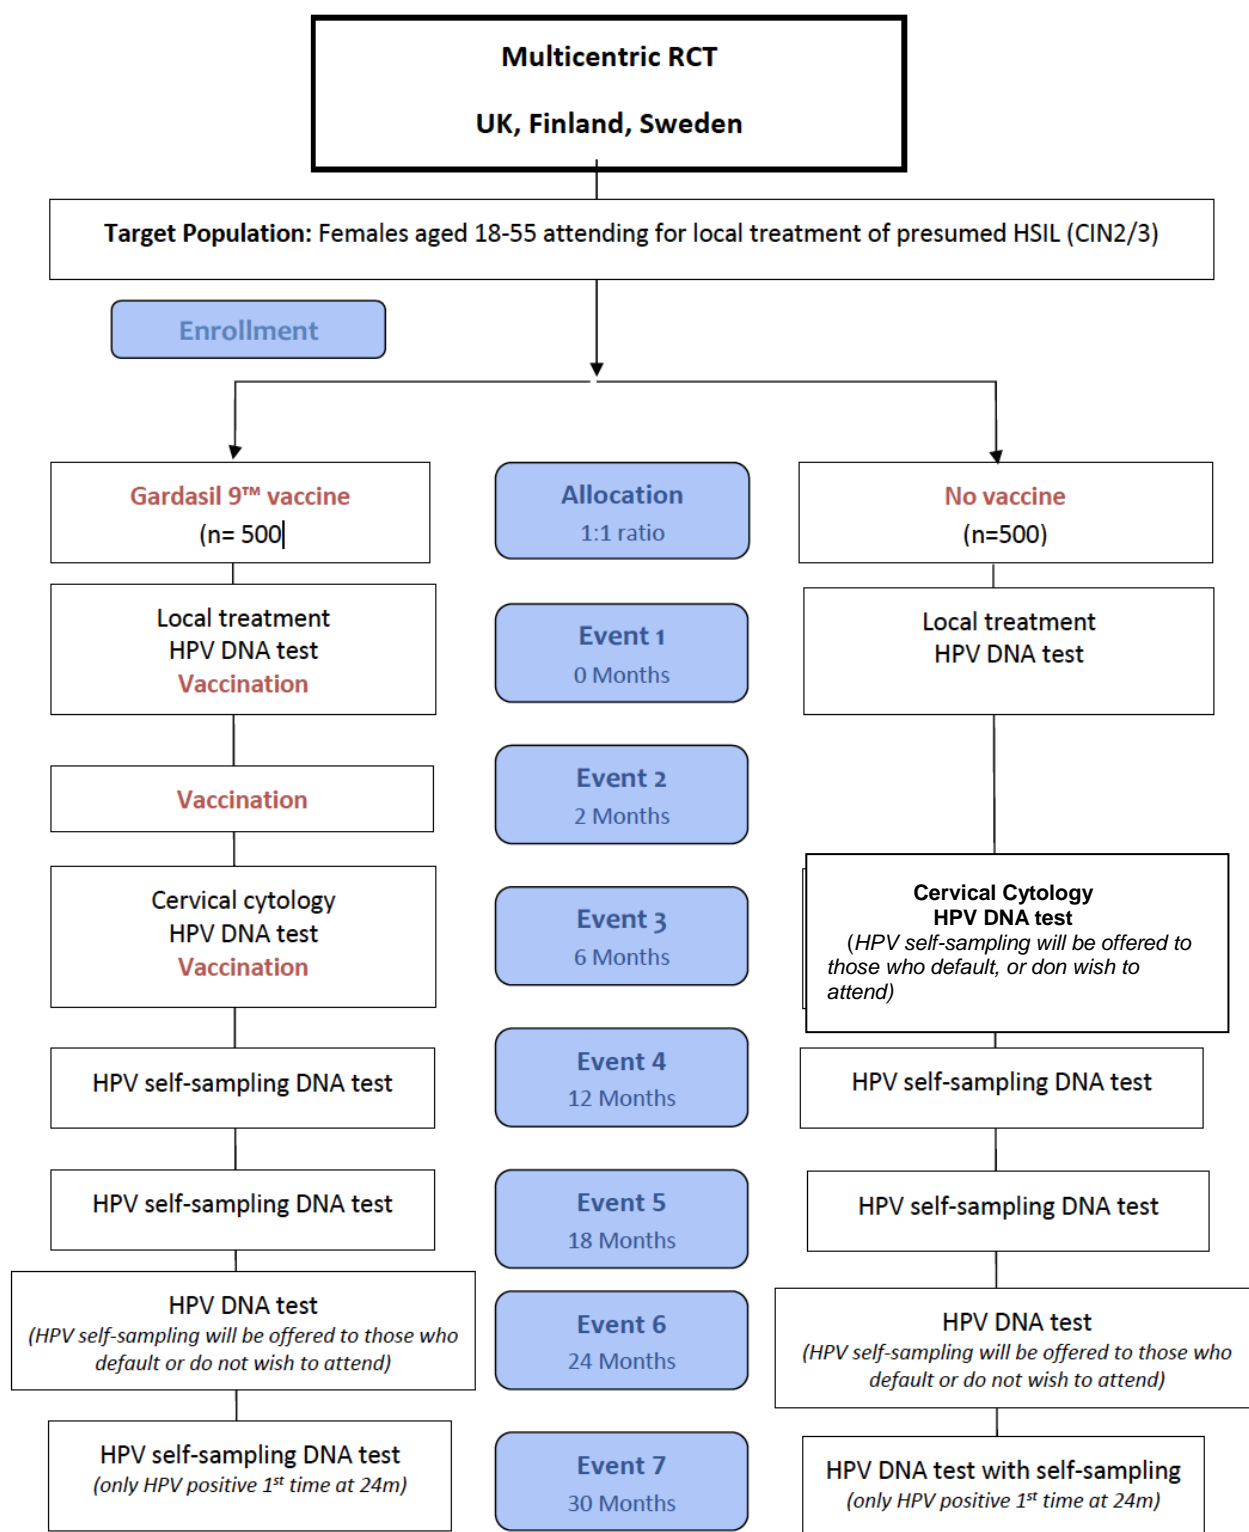 Multicentric RCT
UK, Finland, Sweden
Target Population: Females aged 18-55 attending for local treatment of presumed HSIL (CIN2/3)
Enrollment
Gardasil 9™ vaccine
(n= 500
Allocation
1:1 ratio
No vaccine
(n=500)
Local treatment
HPV DNA test
Vaccination
Event 1
0 Months
Local treatment
HPV DNA test
Vaccination
Event 2
2 Months
Cervical cytology
HPV DNA test
Vaccination
Event 3
6 Months
Cervical Cytology
HPV DNA test
(HPV self-sampling will be offered to
those who default, or don wish to
attend)
HPV self-sampling DNA test
Event 4
12 Months
HPV self-sampling DNA test
HPV self-sampling DNA test
Event 5
18 Months
HPV self-sampling DNA test
HPV DNA test
(HPV self-sampling will be offered to those who
default or do not wish to attend)
Event 6
24 Months
HPV DNA test
(HPV self-sampling will be offered to those who
default or do not wish to attend)
HPV self-sampling DNA test
(only HPV positive 1st time at 24m)
Event 7
30 Months
HPV DNA test with self-sampling
(only HPV positive 1st time at 24m)